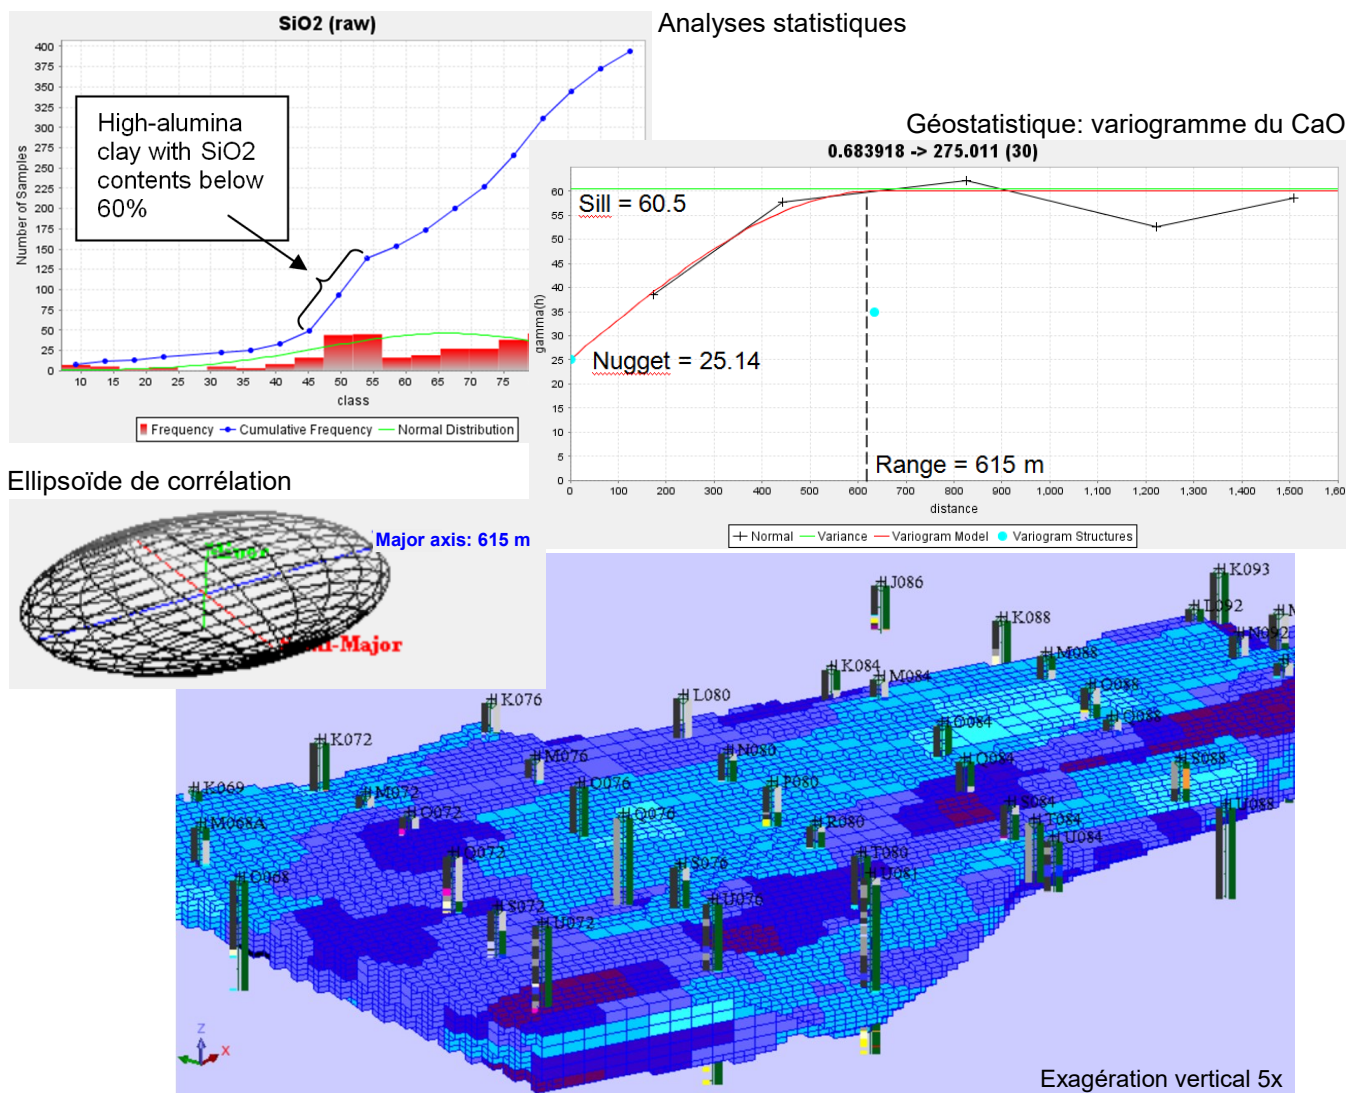 SiO2 (raw)
Analyses statistiques
Number of Samples
400
375
350
325
300
275
250
225
200
175
150
125
100
75
50
25
0
High-alumina
clay with SiO2
contents below
60%
10 15 20 25 30 35 40 45 50 55 60 65 70 75
class
Frequency Cumulative Frequency Normal Distribution
Géostatistique: variogramme du CaO
0.683918 -> 275.011 (30)
gamma(h)
60
55
50
45
40
35
30
25
20
15
10
5
0
Sill = 60.5
Nugget = 25.14
Range = 615 m
0 100 200 300 400 500 600 700 800 900 1,000 1,100 1,200 1,300 1,400 1,500 1,60
distance
Normal Variance Variogram Model Variogram Structures
Ellipsoïde de corrélation
Major axis: 615 m
Minor
mi-Major
J086
K093
K088
L092
N092
M088
K084
M084
Q088
K076
L080
O084
K072
M076
N080
Q084
S088
K069
M072
O076
P080
U088
M068A
O072
Q076
R080
S084
T084
U084
Q072
S076
T080
U081
O068
S072
U076
U072
Z
X
Exagération vertical 5x